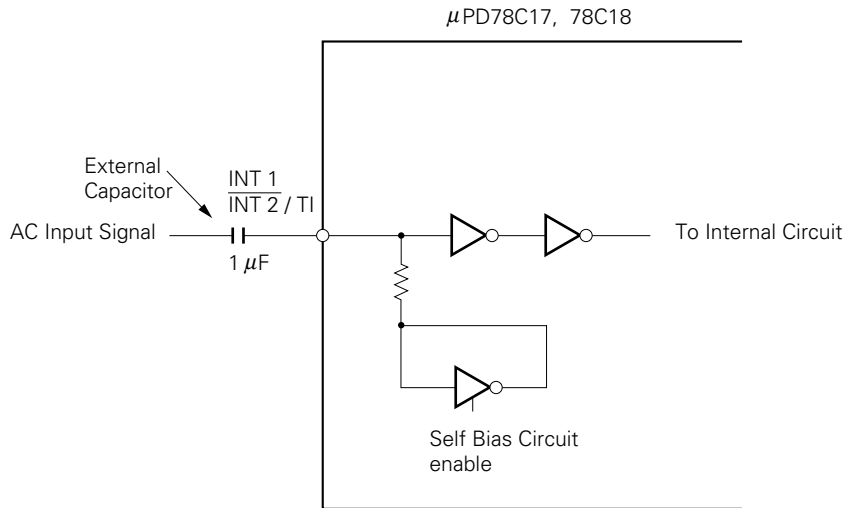 μPD78C17, 78C18
External
Capacitor
INT 1
INT 2 / TI
AC Input Signal
1 μF
To Internal Circuit
Self Bias Circuit
enable